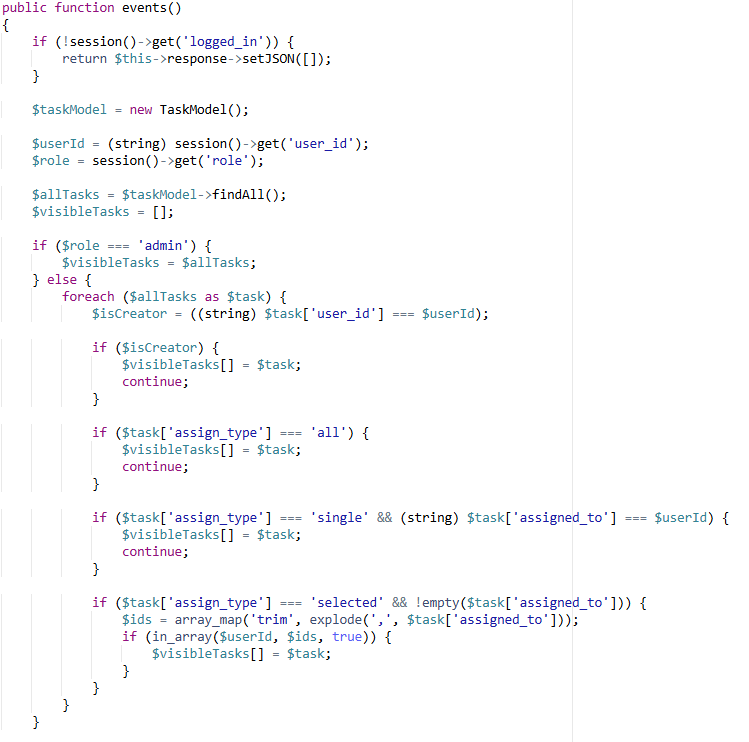 public function events()
{
    if (!session()->get('logged_in')) {
        return $this->response->setJSON([]);
    }

    $taskModel = new TaskModel();

    $userId = (string) session()->get('user_id');
    $role = session()->get('role');

    $allTasks = $taskModel->findAll();
    $visibleTasks = [];

    if ($role === 'admin') {
        $visibleTasks = $allTasks;
    } else {
        foreach ($allTasks as $task) {
            $isCreator = ((string) $task['user_id'] === $userId);

            if ($isCreator) {
                $visibleTasks[] = $task;
                continue;
            }

            if ($task['assign_type'] === 'all') {
                $visibleTasks[] = $task;
                continue;
            }

            if ($task['assign_type'] === 'single' && (string) $task['assigned_to'] === $userId) {
                $visibleTasks[] = $task;
                continue;
            }

            if ($task['assign_type'] === 'selected' && !empty($task['assigned_to'])) {
                $ids = array_map('trim', explode(',', $task['assigned_to']));
                if (in_array($userId, $ids, true)) {
                    $visibleTasks[] = $task;
                }
            }
        }
    }